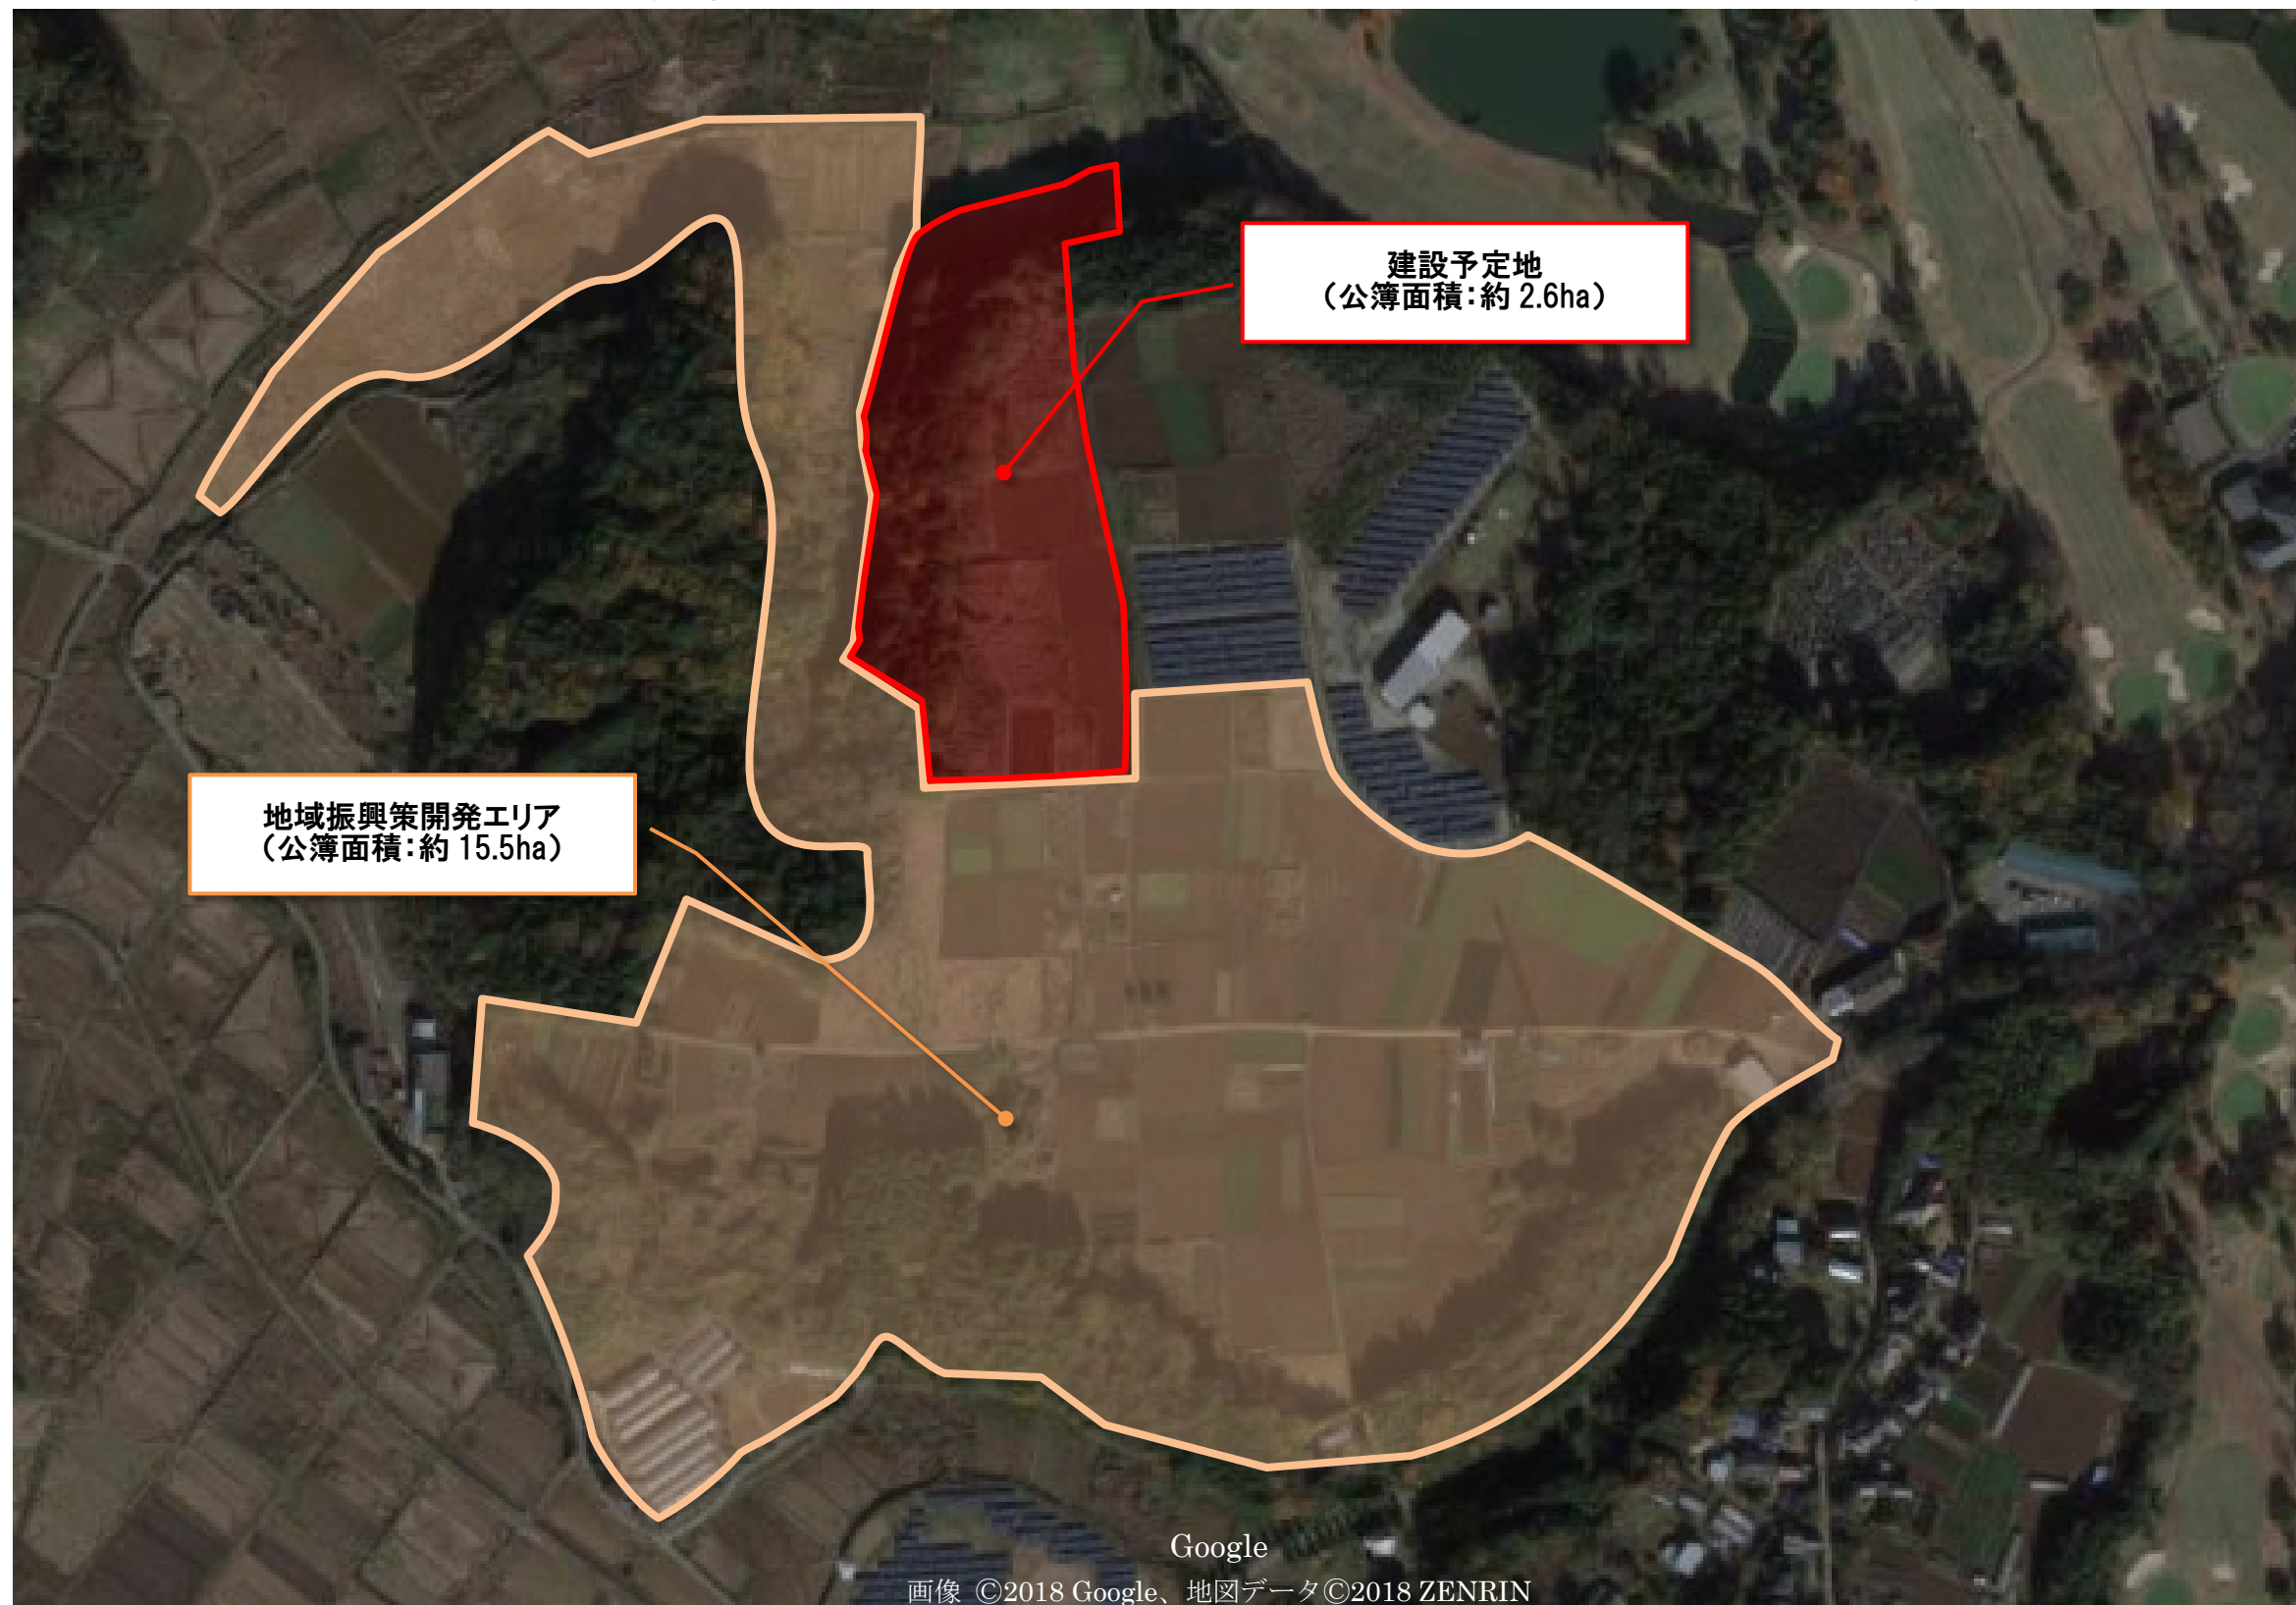 建設予定地
（公簿面積：約 2.6ha）
地域振興策開発エリア
（公簿面積：約 15.5ha）
Google
画像 ©2018 Google、地図データ©2018 ZENRIN